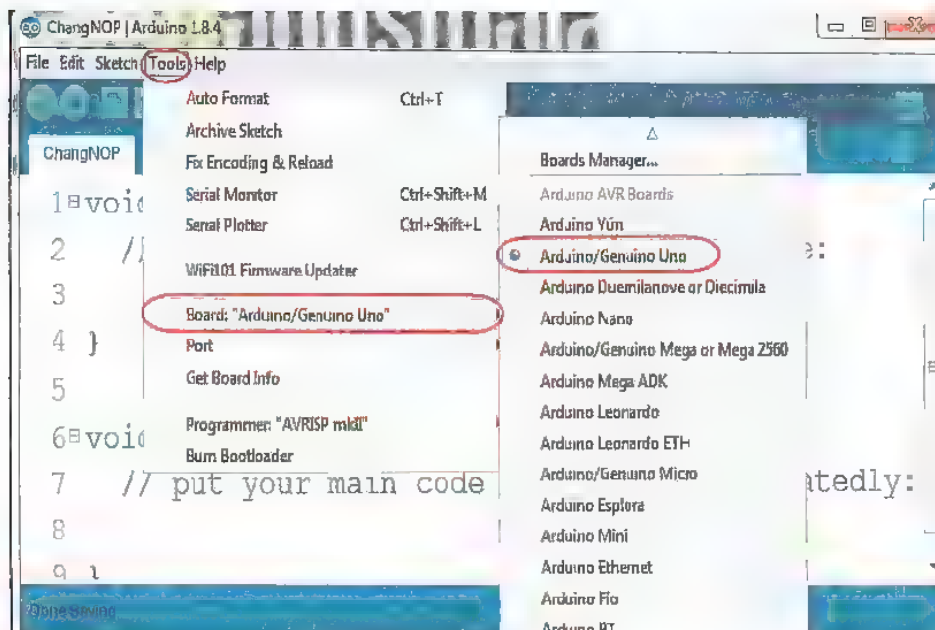 ChangNOP | Arduino 1.8.4
File Edit Sketch Tools Help
ChangNOP
Auto Format Ctrl+T
Archive Sketch
Fix Encoding & Reload
Serial Monitor Ctrl+Shift+M
Serial Plotter Ctrl+Shift+L
WiFi101 Firmware Updater
Board: "Arduino/Genuino Uno"
Port
Get Board Info
Programmer: "AVRISP mkII"
Burn Bootloader
Boards Manager...
Arduino AVR Boards
Arduino Yún
Arduino/Genuino Uno
Arduino Duemilanove or Diecimila
Arduino Nano
Arduino/Genuino Mega or Mega 2560
Arduino Mega ADK
Arduino Leonardo
Arduino Leonardo ETH
Arduino/Genuino Micro
Arduino Esplora
Arduino Mini
Arduino Ethernet
Arduino Fio
Arduino BT
1 void
2 // e:
3
4 }
5
6 void
7 // put your main code atedly:
8
9 }
Done Saving